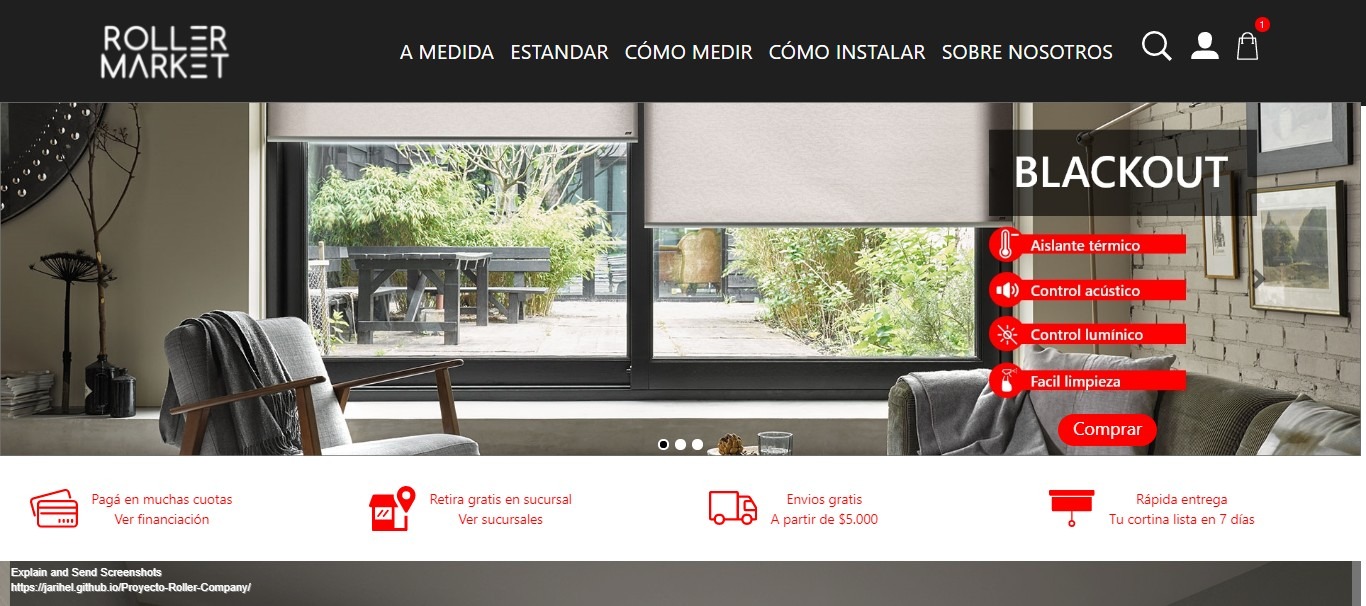 ROLLER
MARKET
A MEDIDA ESTANDAR CÓMO MEDIR CÓMO INSTALAR SOBRE NOSOTROS
1
BLACKOUT
Aislante térmico
Control acústico
Control lumínico
Facil limpieza
Comprar
Pagá en muchas cuotas
Ver financiación
Retira gratis en sucursal
Ver sucursales
Envios gratis
A partir de $5.000
Rápida entrega
Tu cortina lista en 7 días
Explain and Send Screenshots
https://jarihel.github.io/Proyecto-Roller-Company/